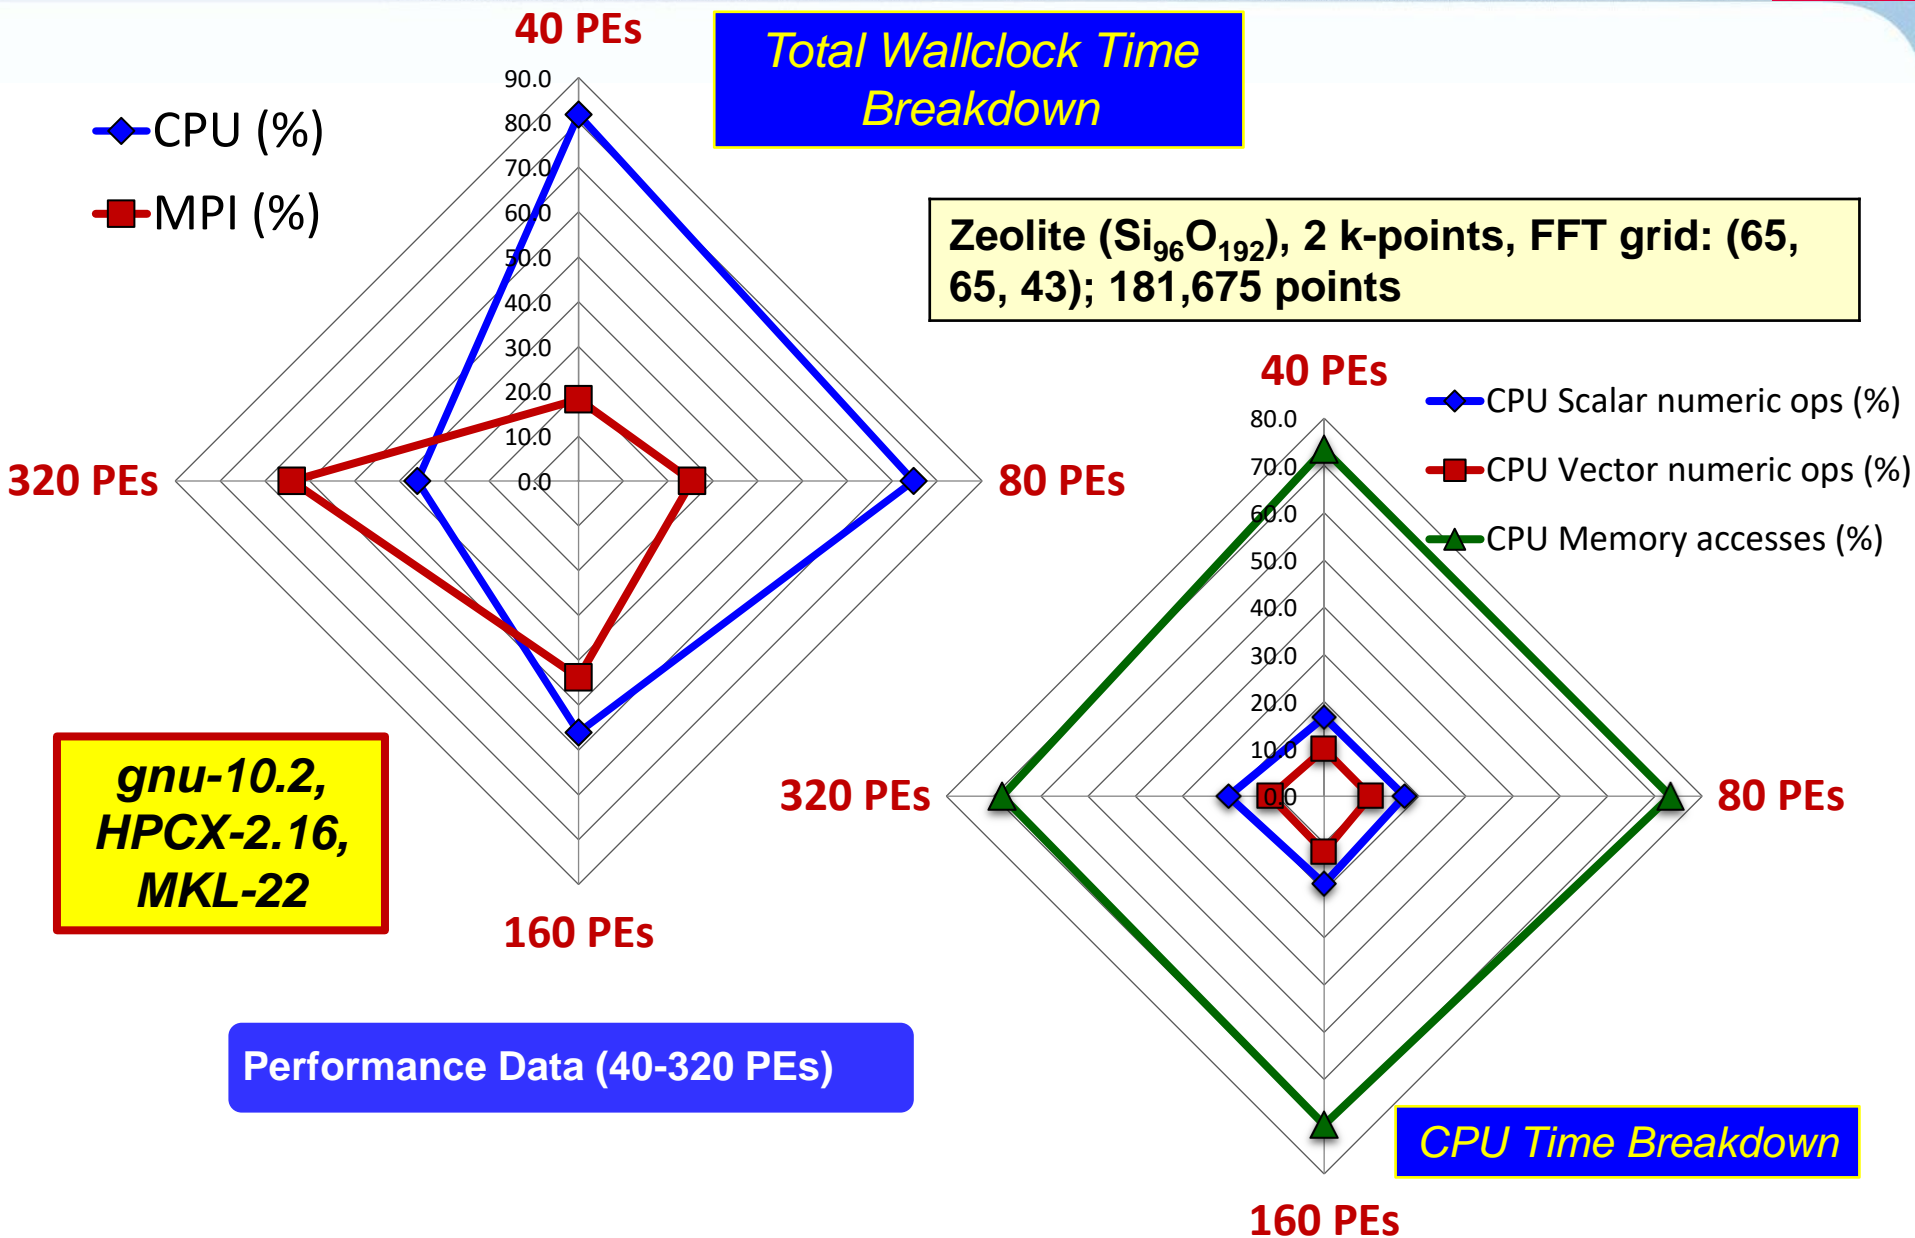 40 PEs
Total Wallclock Time
Breakdown
CPU (%)
MPI (%)
90.0
80.0
70.0
60.0
50.0
40.0
30.0
20.0
10.0
0.0
320 PEs
80 PEs
160 PEs
Zeolite (Si₉₆O₁₉₂), 2 k-points, FFT grid: (65,
65, 43); 181,675 points
gnu-10.2,
HPCX-2.16,
MKL-22
40 PEs
CPU Scalar numeric ops (%)
CPU Vector numeric ops (%)
CPU Memory accesses (%)
80.0
70.0
60.0
50.0
40.0
30.0
20.0
10.0
0.0
320 PEs
80 PEs
160 PEs
Performance Data (40-320 PEs)
CPU Time Breakdown